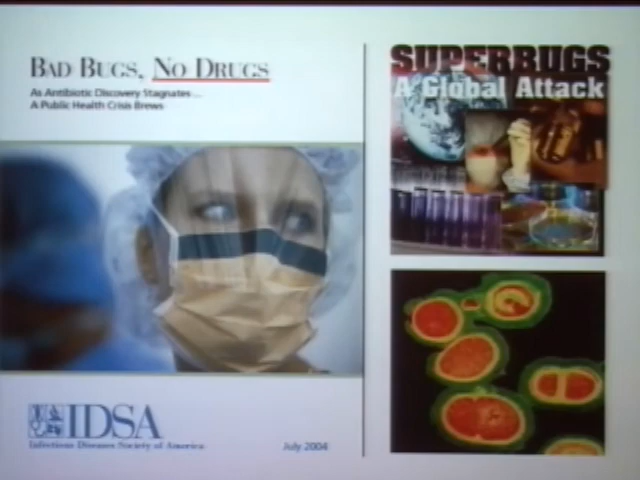 BAD BUGS, NO DRUGS
As Antibiotic Discovery Stagnates ...
A Public Health Crisis Brews
IDSA
Infectious Diseases Society of America
July 2004
SUPERBUGS
A Global Attack